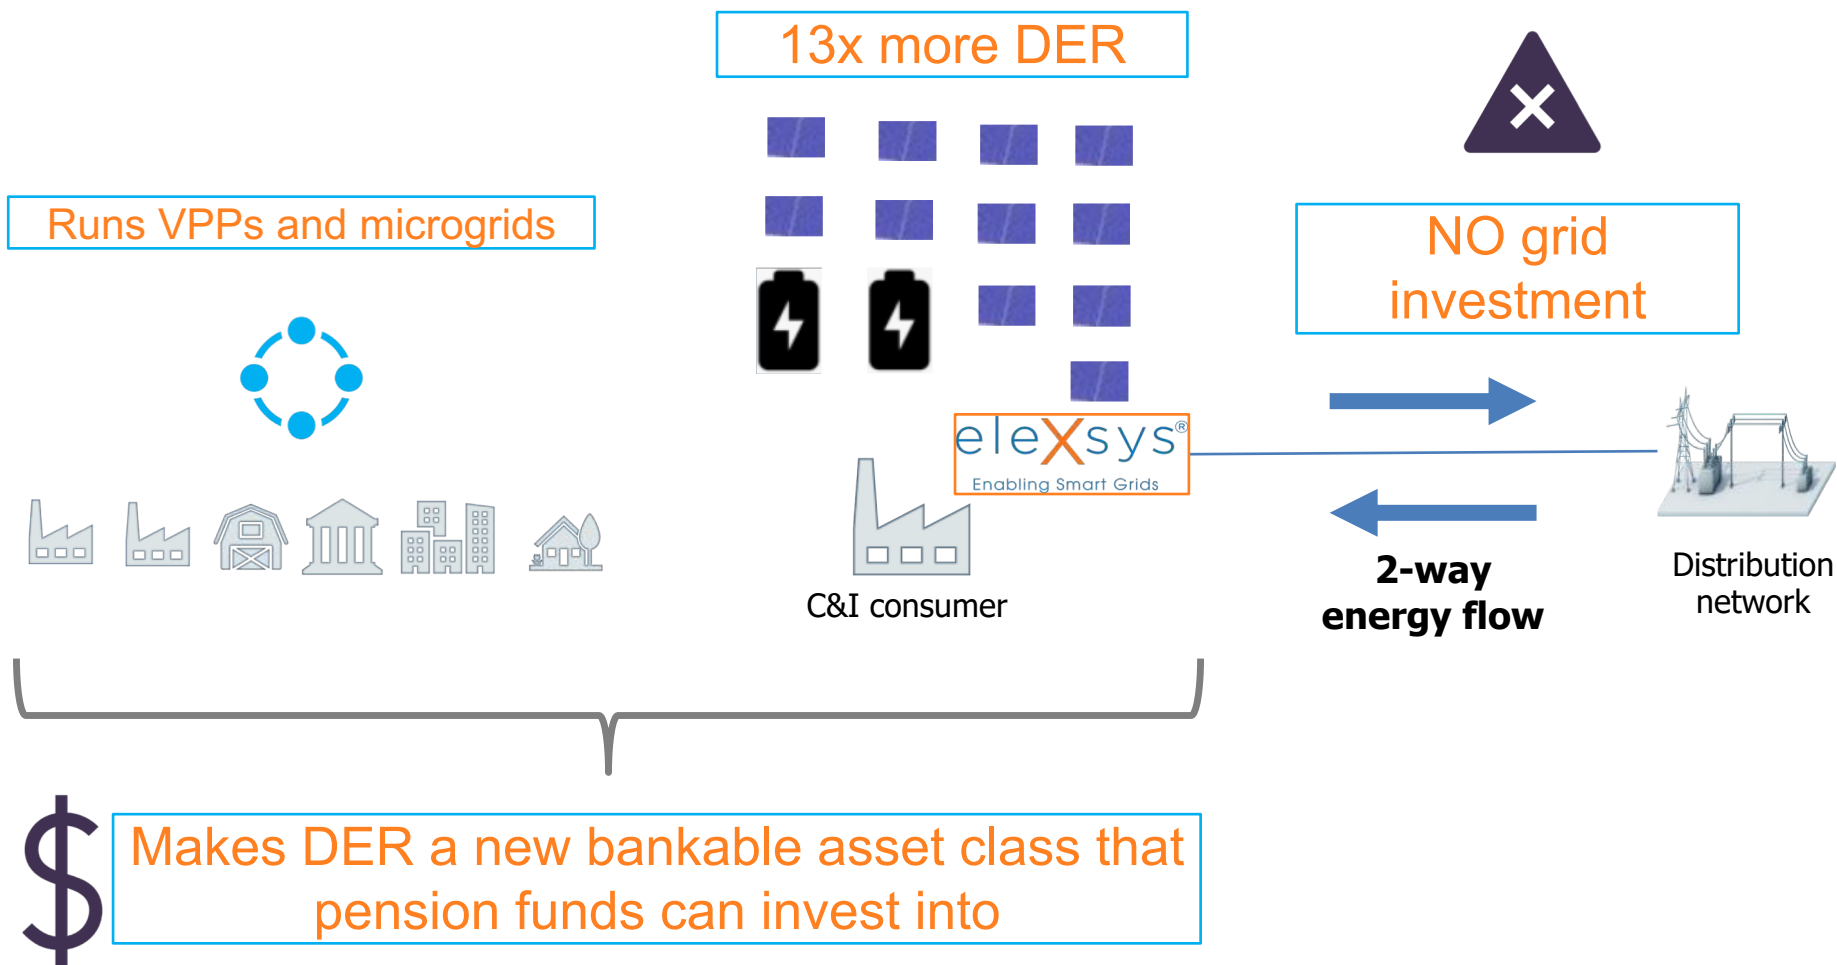 13x more DER
Runs VPPs and microgrids
NO grid
investment
eleXsys®
Enabling Smart Grids
C&I consumer
2-way
energy flow
Distribution
network
$
Makes DER a new bankable asset class that
pension funds can invest into